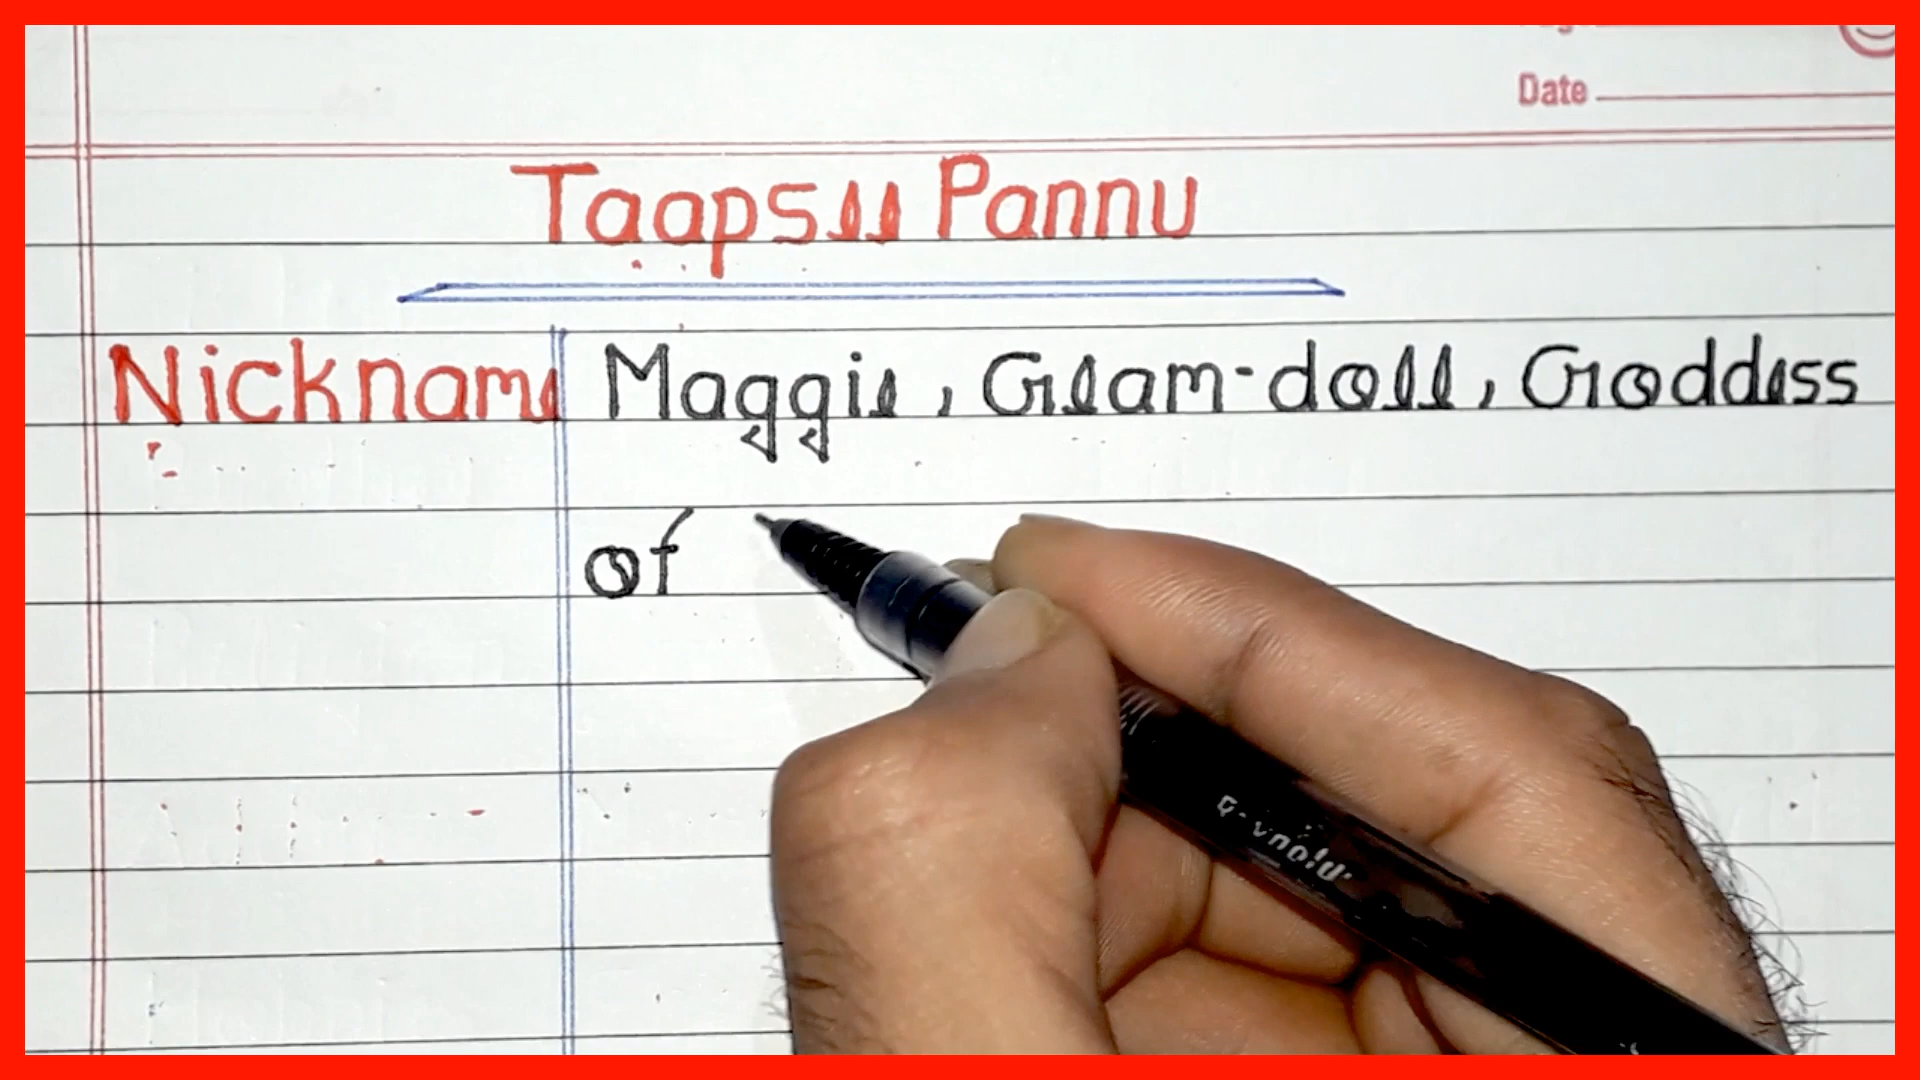 Date
Taapsee Pannu
Nickname Maggie, Glam-doll, Goddess
of